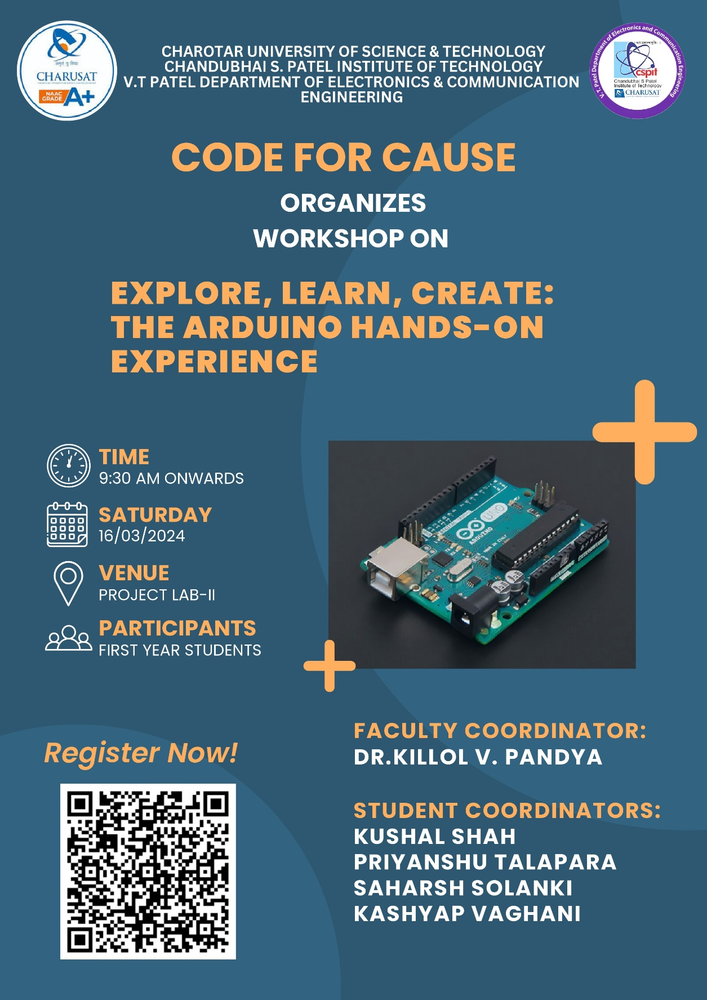 अमृतं तु विद्या
CHARUSAT
NAAC
GRADE
A+
CHAROTAR UNIVERSITY OF SCIENCE & TECHNOLOGY
CHANDUBHAI S. PATEL INSTITUTE OF TECHNOLOGY
V.T PATEL DEPARTMENT OF ELECTRONICS & COMMUNICATION
ENGINEERING
V. T Patel Department of Electronics and Communication Engineering
cspit
Chandubhai S Patel
Institute of Technology
CHARUSAT
CODE FOR CAUSE
ORGANIZES
WORKSHOP ON
EXPLORE, LEARN, CREATE:
THE ARDUINO HANDS-ON
EXPERIENCE
TIME
9:30 AM ONWARDS
SATURDAY
16/03/2024
VENUE
PROJECT LAB-II
PARTICIPANTS
FIRST YEAR STUDENTS
UNO
ARDUINO
MADE IN ITALY
Register Now!
FACULTY COORDINATOR:
DR.KILLOL V. PANDYA
STUDENT COORDINATORS:
KUSHAL SHAH
PRIYANSHU TALAPARA
SAHARSH SOLANKI
KASHYAP VAGHANI